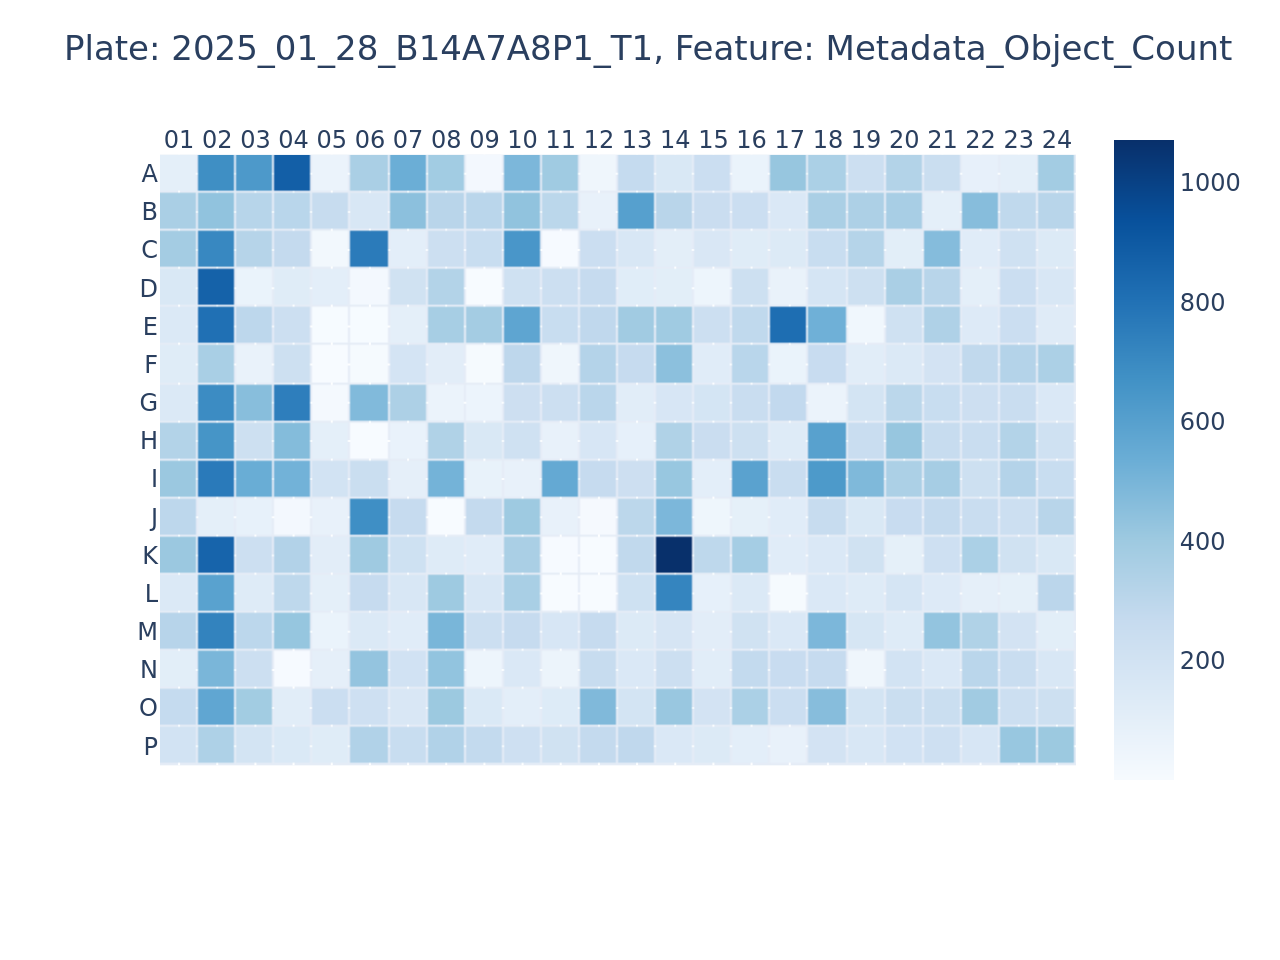 Plate: 2025_01_28_B14A7A8P1_T1, Feature: Metadata_Object_Count
01 02 03 04 05 06 07 08 09 10 11 12 13 14 15 16 17 18 19 20 21 22 23 24
A
B
C
D
E
F
G
H
I
J
K
L
M
N
O
P
1000
800
600
400
200